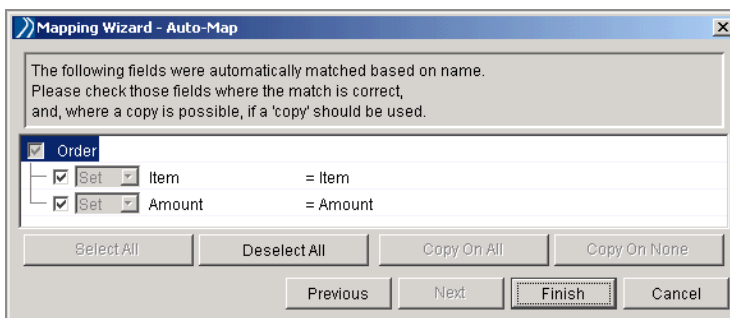 Mapping Wizard - Auto-Map
The following fields were automatically matched based on name.
Please check those fields where the match is correct,
and, where a copy is possible, if a 'copy' should be used.
Order
Set Item = Item
Set Amount = Amount
Select All Deselect All Copy On All Copy On None
Previous Next Finish Cancel